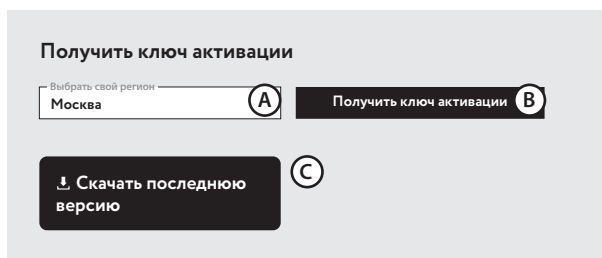 Получить ключ активации
Выбрать свой регион
Москва
A
Получить ключ активации
B
C
Скачать последнюю
версию